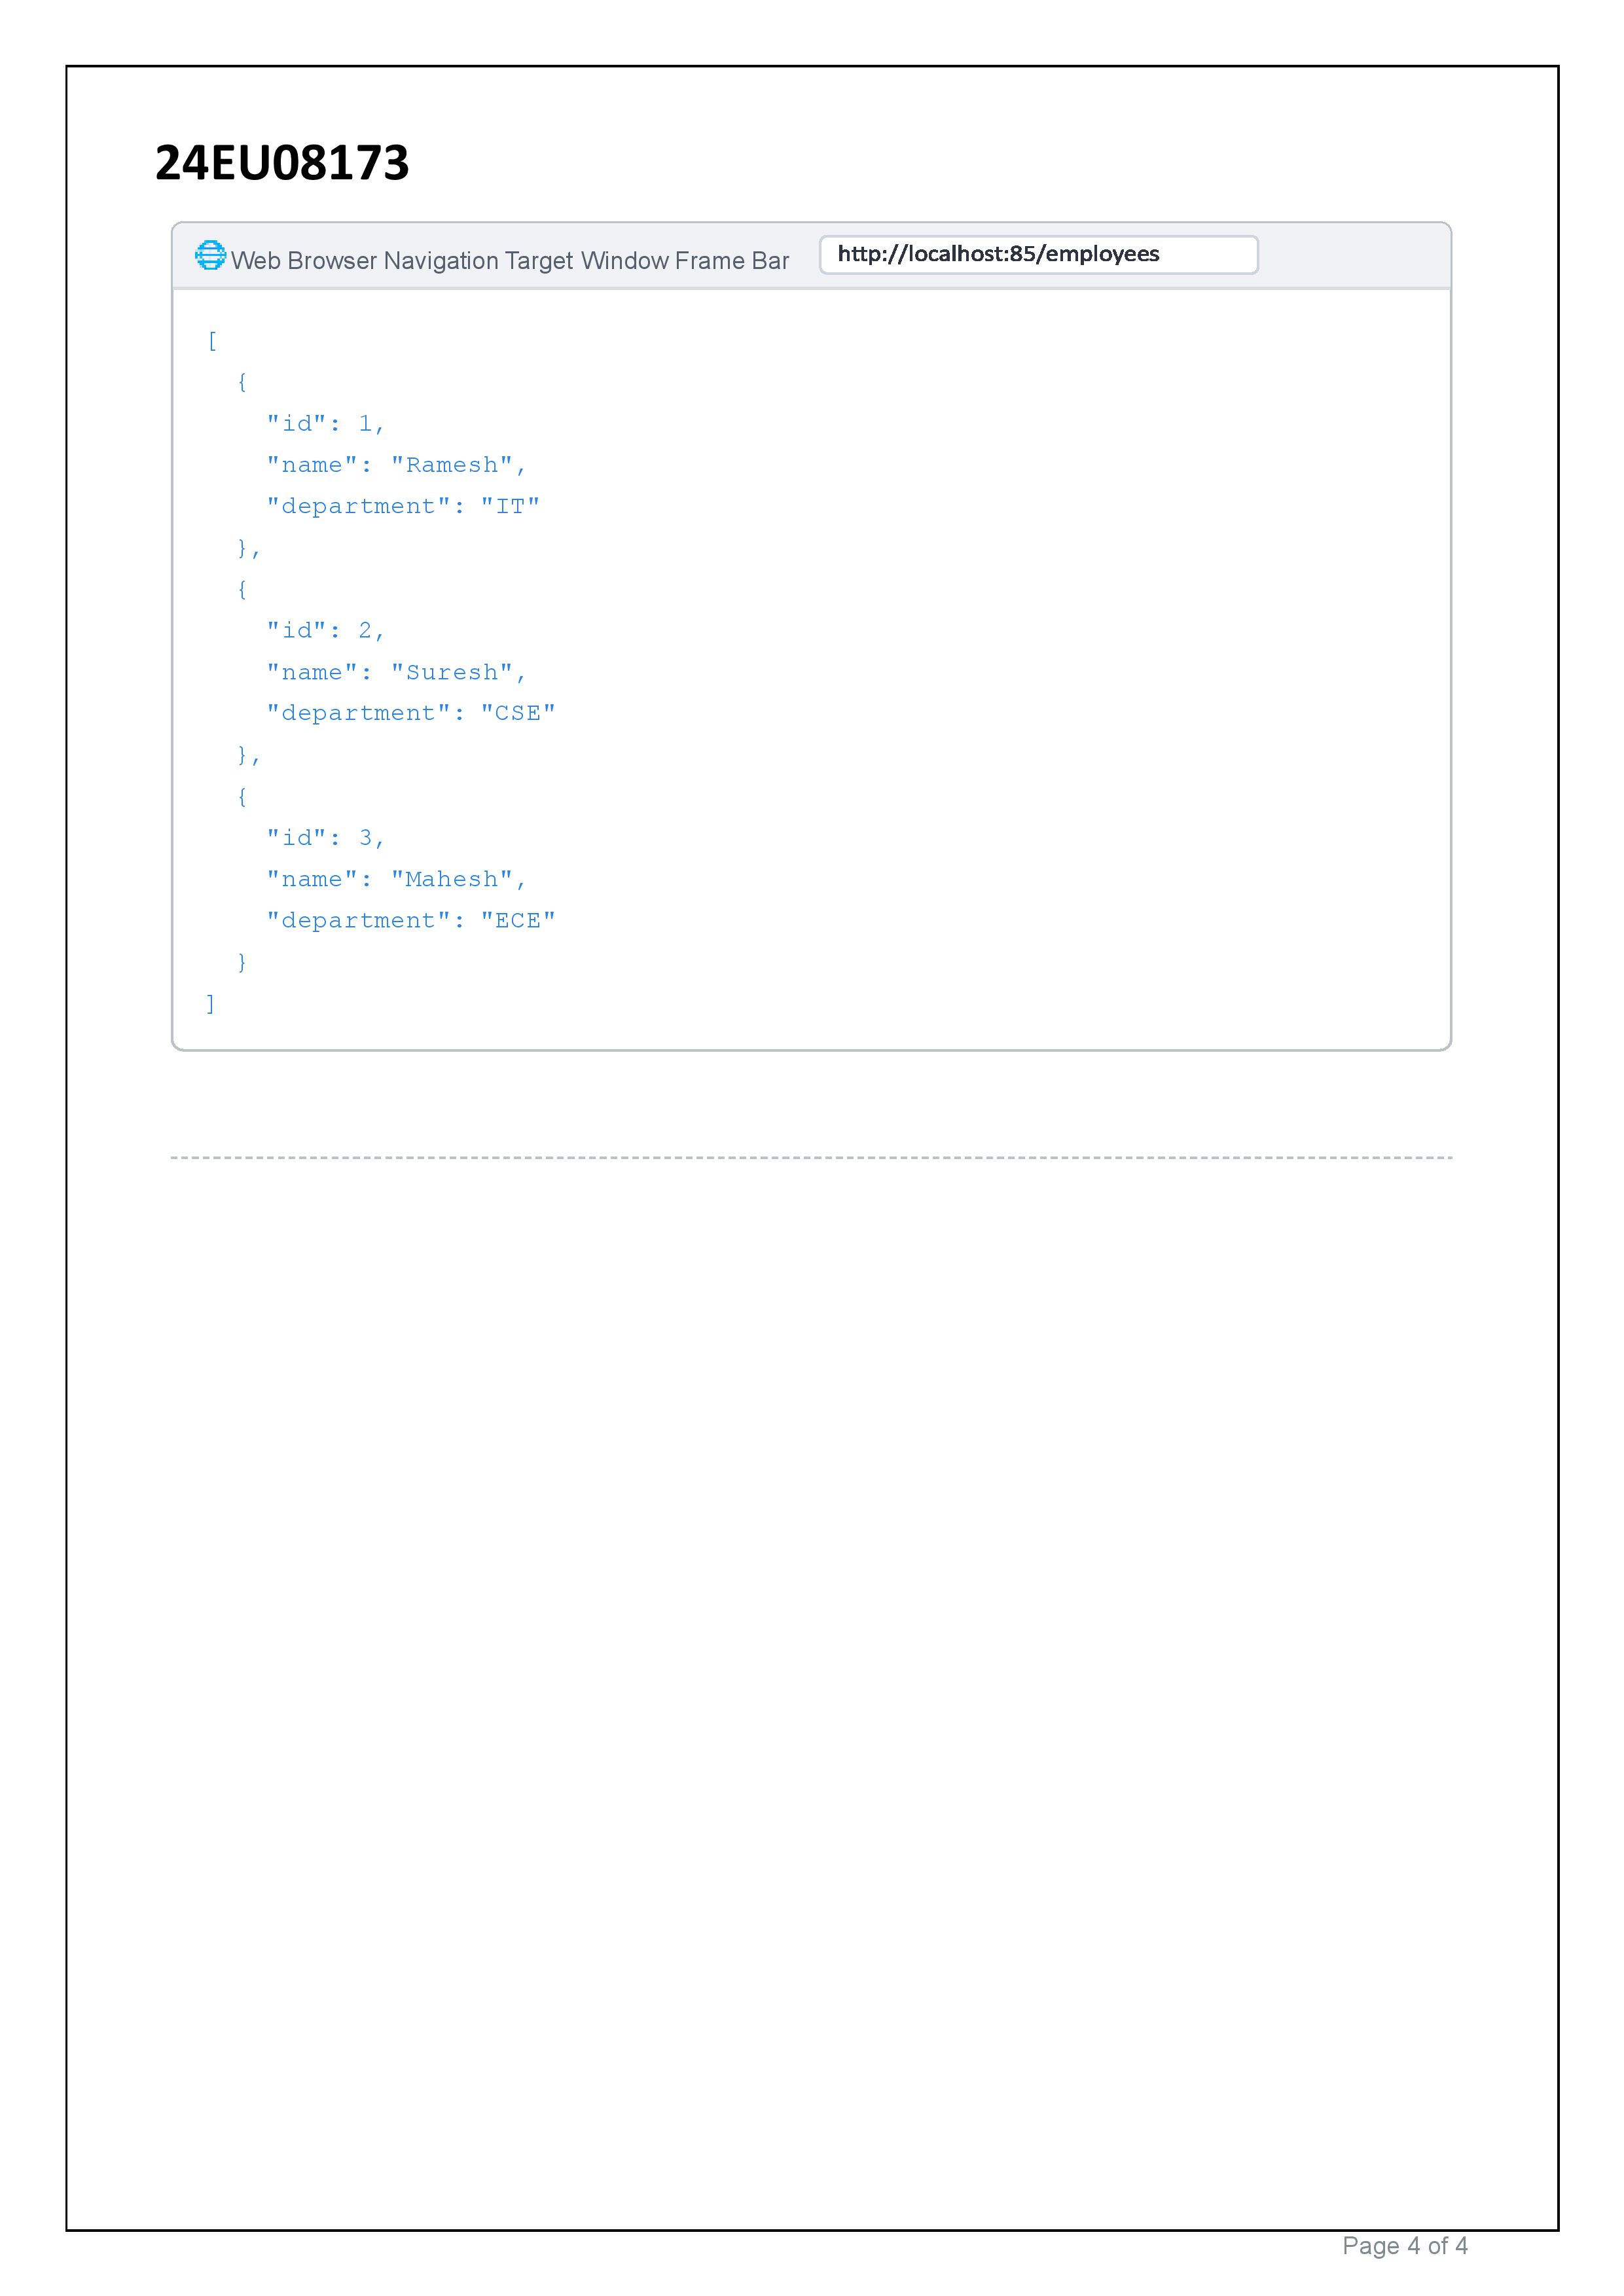 24EU08173
Web Browser Navigation Target Window Frame Bar http://localhost:85/employees
[
  {
    "id": 1,
    "name": "Ramesh",
    "department": "IT"
  },
  {
    "id": 2,
    "name": "Suresh",
    "department": "CSE"
  },
  {
    "id": 3,
    "name": "Mahesh",
    "department": "ECE"
  }
]
Page 4 of 4